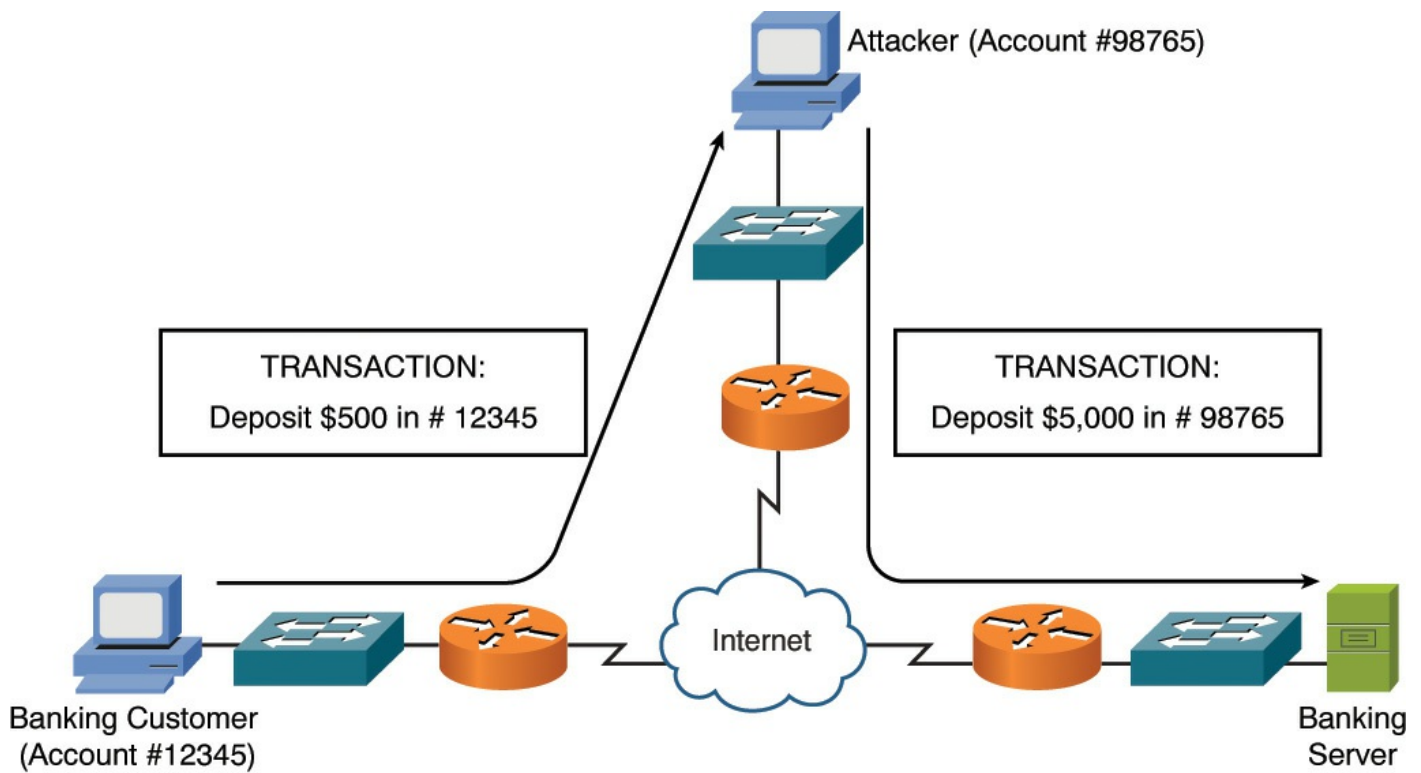 Attacker (Account #98765)
TRANSACTION:
Deposit $500 in # 12345
TRANSACTION:
Deposit $5,000 in # 98765
Internet
Banking Customer
(Account #12345)
Banking
Server